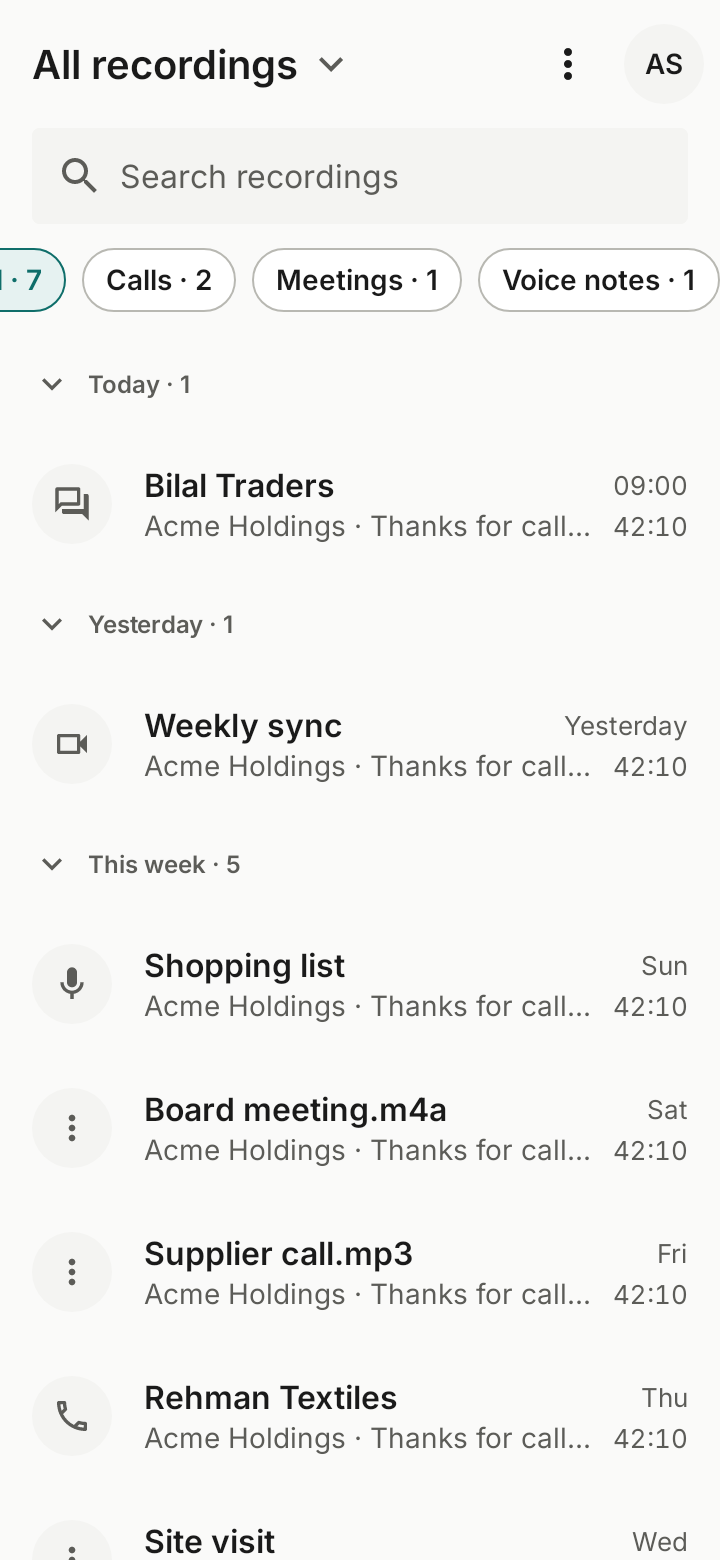 All recordings
AS
Search recordings
· 7
Calls · 2
Meetings · 1
Voice notes · 1
Today · 1
Bilal Traders 09:00
Acme Holdings · Thanks for call... 42:10
Yesterday · 1
Weekly sync Yesterday
Acme Holdings · Thanks for call... 42:10
This week · 5
Shopping list Sun
Acme Holdings · Thanks for call... 42:10
Board meeting.m4a Sat
Acme Holdings · Thanks for call... 42:10
Supplier call.mp3 Fri
Acme Holdings · Thanks for call... 42:10
Rehman Textiles Thu
Acme Holdings · Thanks for call... 42:10
Site visit Wed